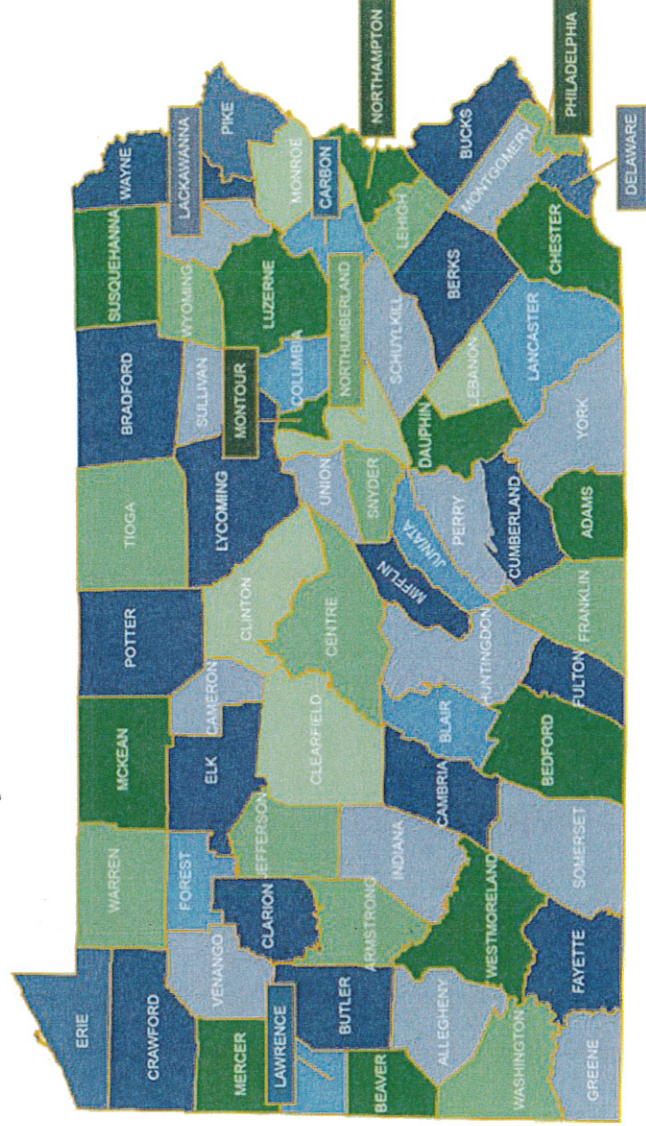 ERIE
WARREN
MCKEAN
POTTER
TIOGA
BRADFORD
SUSQUEHANNA
WAYNE
CRAWFORD
FOREST
ELK
CAMERON
LYCOMING
SULLIVAN
WYOMING
LACKAWANNA
PIKE
MERCER
VENANGO
CLARION
JEFFERSON
CLEARFIELD
CLINTON
CENTRE
UNION
MONTOUR
COLUMBIA
LUZERNE
MONROE
CARBON
LAWRENCE
BUTLER
ARMSTRONG
INDIANA
SNYDER
NORTHUMBERLAND
SCHUYLKILL
LEHIGH
NORTHAMPTON
BEAVER
ALLEGHENY
WESTMORELAND
CAMBRIA
BLAIR
HUNTINGDON
MIFFLIN
JUNIATA
PERRY
DAUPHIN
LEBANON
BERKS
MONTGOMERY
BUCKS
WASHINGTON
SOMERSET
BEDFORD
FULTON
FRANKLIN
CUMBERLAND
ADAMS
YORK
LANCASTER
CHESTER
PHILADELPHIA
GREENE
FAYETTE
DELAWARE